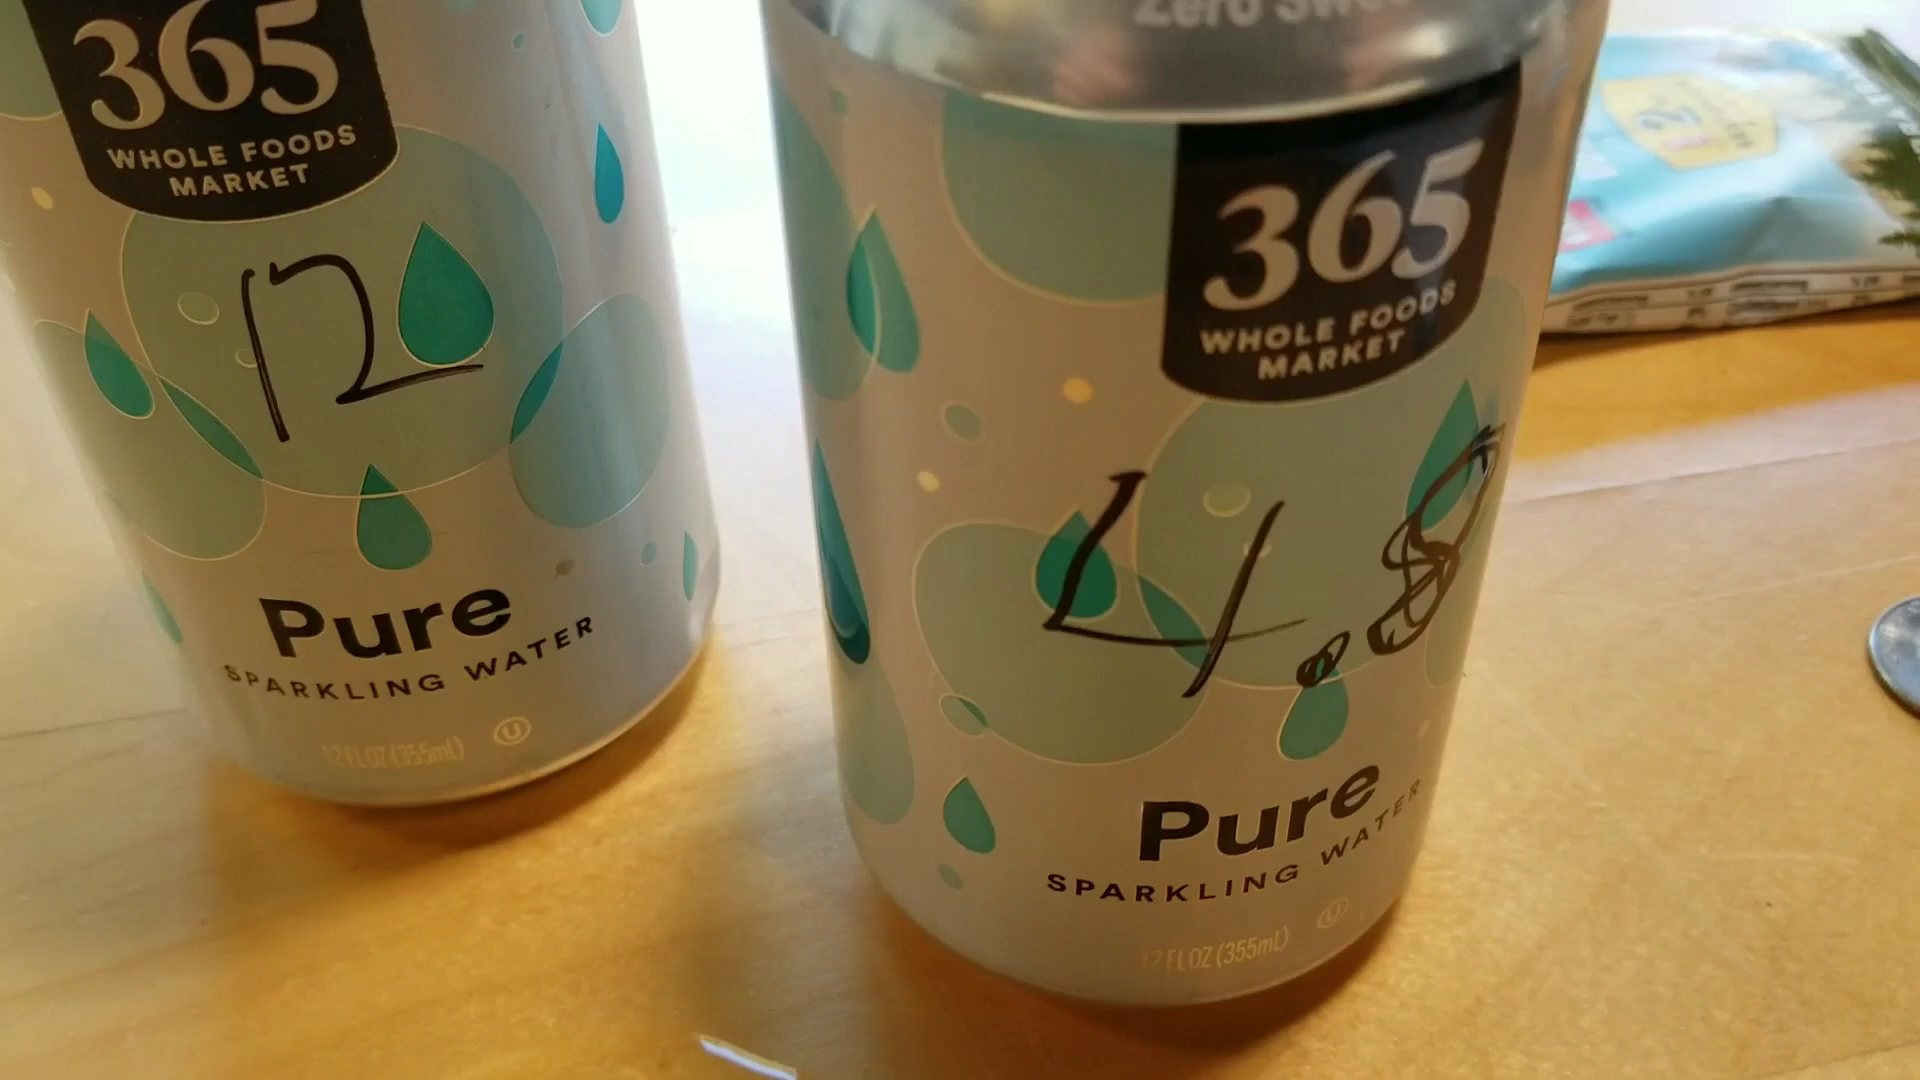 365
WHOLE FOODS
MARKET
12
Pure
SPARKLING WATER
12 FL OZ (355mL)
U
Zero
365
WHOLE FOODS
MARKET
4.8
Pure
SPARKLING WATER
12 FL OZ (355mL)
U